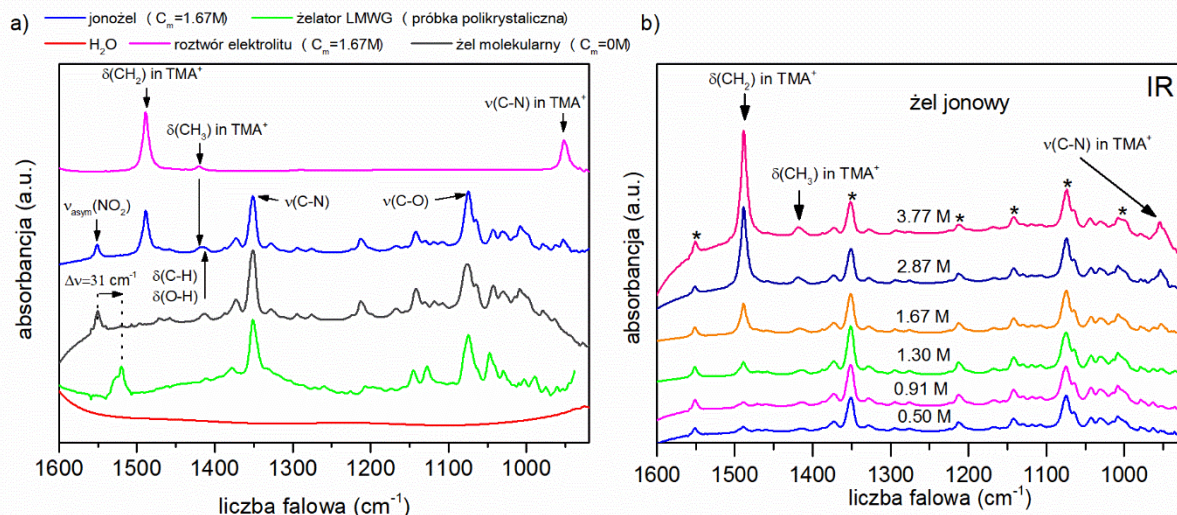 a)
jonożel ( Cₘ=1.67M) żelator LMWG ( próbka polikrystaliczna)
H₂O roztwór elektrolitu ( Cₘ=1.67M) żel molekularny ( Cₘ=0M)
δ(CH₂) in TMA⁺
δ(CH₃) in TMA⁺
ν(C-N) in TMA⁺
νasym(NO₂)
ν(C-N)
ν(C-O)
Δν=31 cm⁻¹
δ(C-H)
δ(O-H)
absorbancja (a.u.)
1600 1500 1400 1300 1200 1100 1000
liczba falowa (cm⁻¹)
b)
δ(CH₂) in TMA⁺
IR
żel jonowy
ν(C-N) in TMA⁺
δ(CH₃) in TMA⁺
* * * * * *
3.77 M
2.87 M
1.67 M
1.30 M
0.91 M
0.50 M
absorbancja (a.u.)
1600 1500 1400 1300 1200 1100 1000
liczba falowa (cm⁻¹)